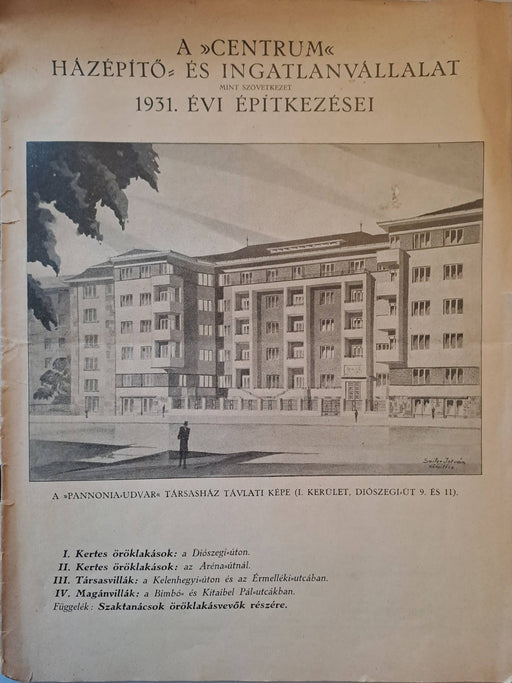 A »CENTRUM«
HÁZÉPÍTŐ- ÉS INGATLANVÁLLALAT
MINT SZÖVETKEZET
1931. ÉVI ÉPÍTKEZÉSEI
A »PANNONIA-UDVAR« TÁRSASHÁZ TÁVLATI KÉPE (I. KERÜLET, DIÓSZEGI-ÚT 9. ÉS 11).
I. Kertes öröklakások: a Diószegi-úton.
II. Kertes öröklakások: az Aréna-útnál.
III. Társasvillák: a Kelenhegyi-úton és az Érmelléki-utcában.
IV. Magánvillák: a Bimbó- és Kitaibel Pál-utcákban.
Függelék: Szaktanácsok öröklakásvevők részére.